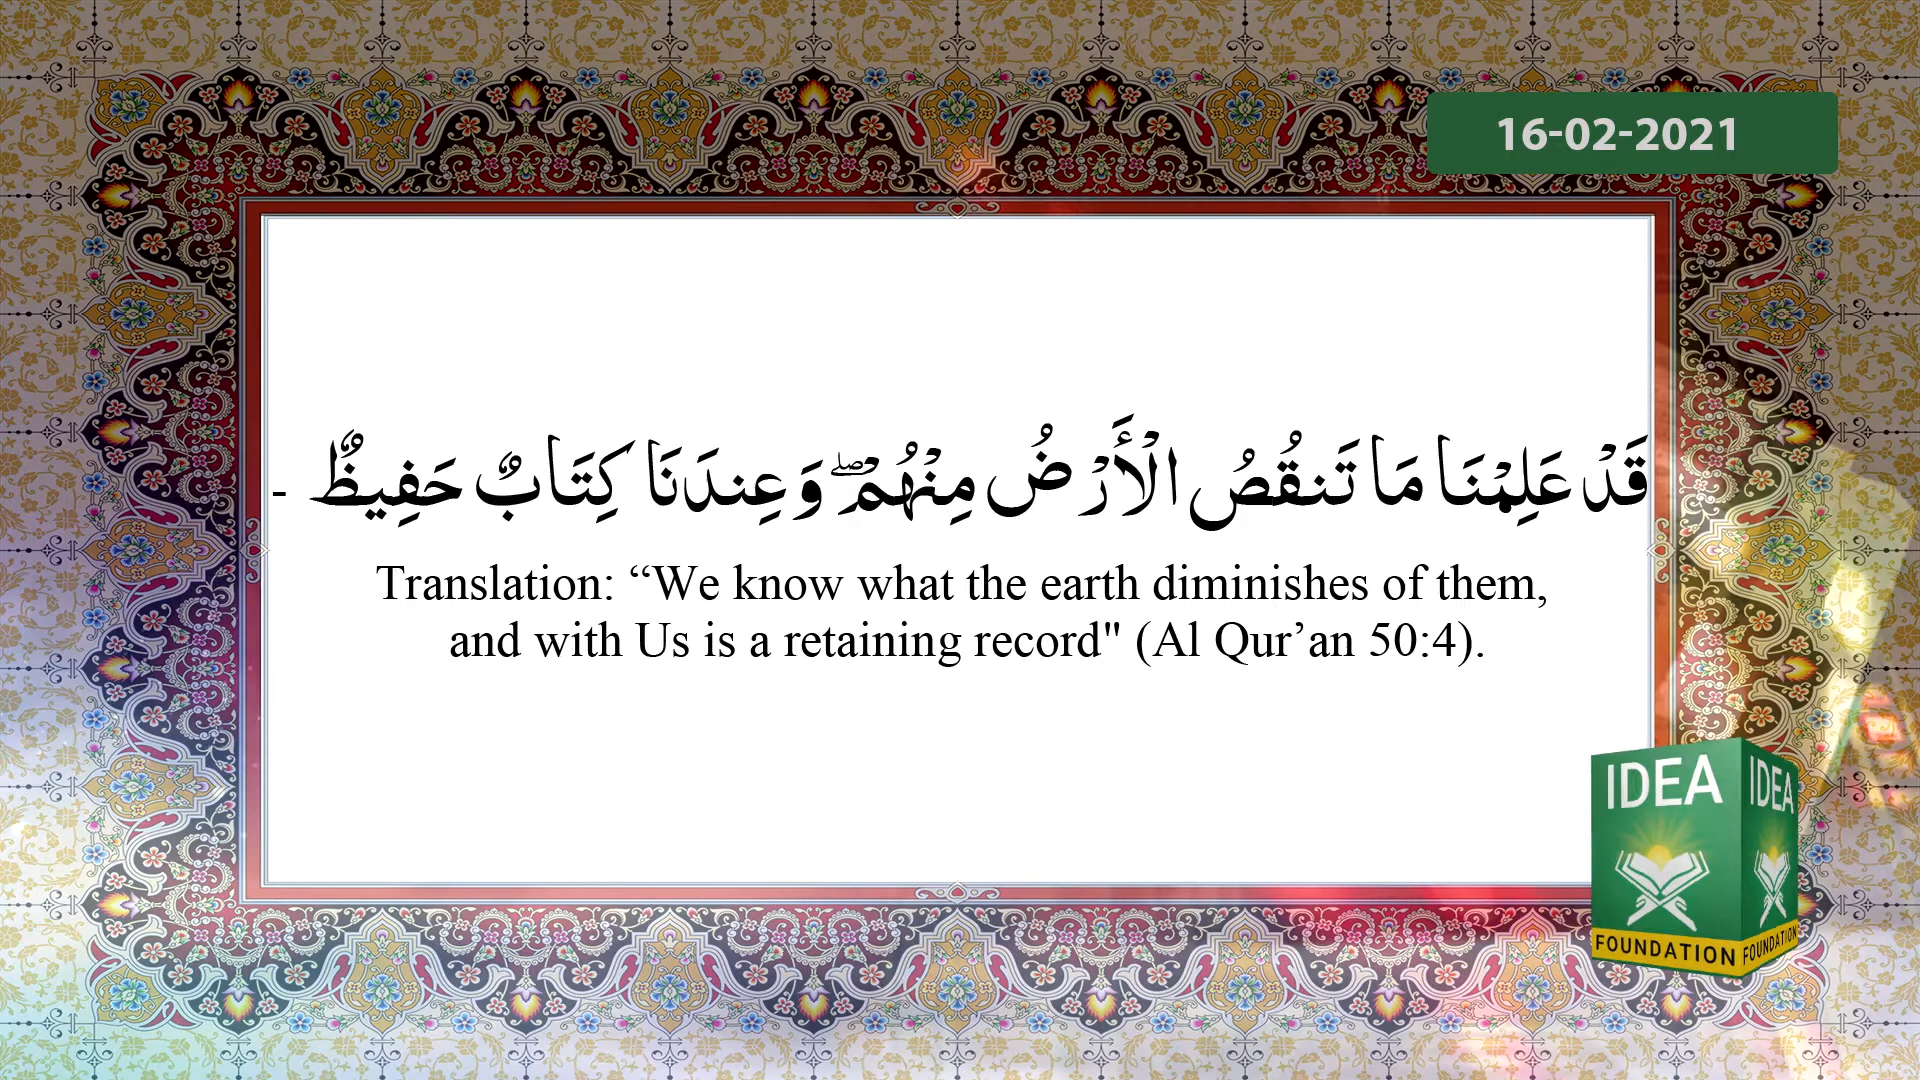 16-02-2021
قَدْ عَلِمْنَا مَا تَنقُصُ الْأَرْضُ مِنْهُمْ ۖ وَعِندَنَا كِتَابٌ حَفِيظٌ -
Translation: “We know what the earth diminishes of them,
and with Us is a retaining record" (Al Qur’an 50:4).
IDEA
FOUNDATION
IDEA
FOUNDATION